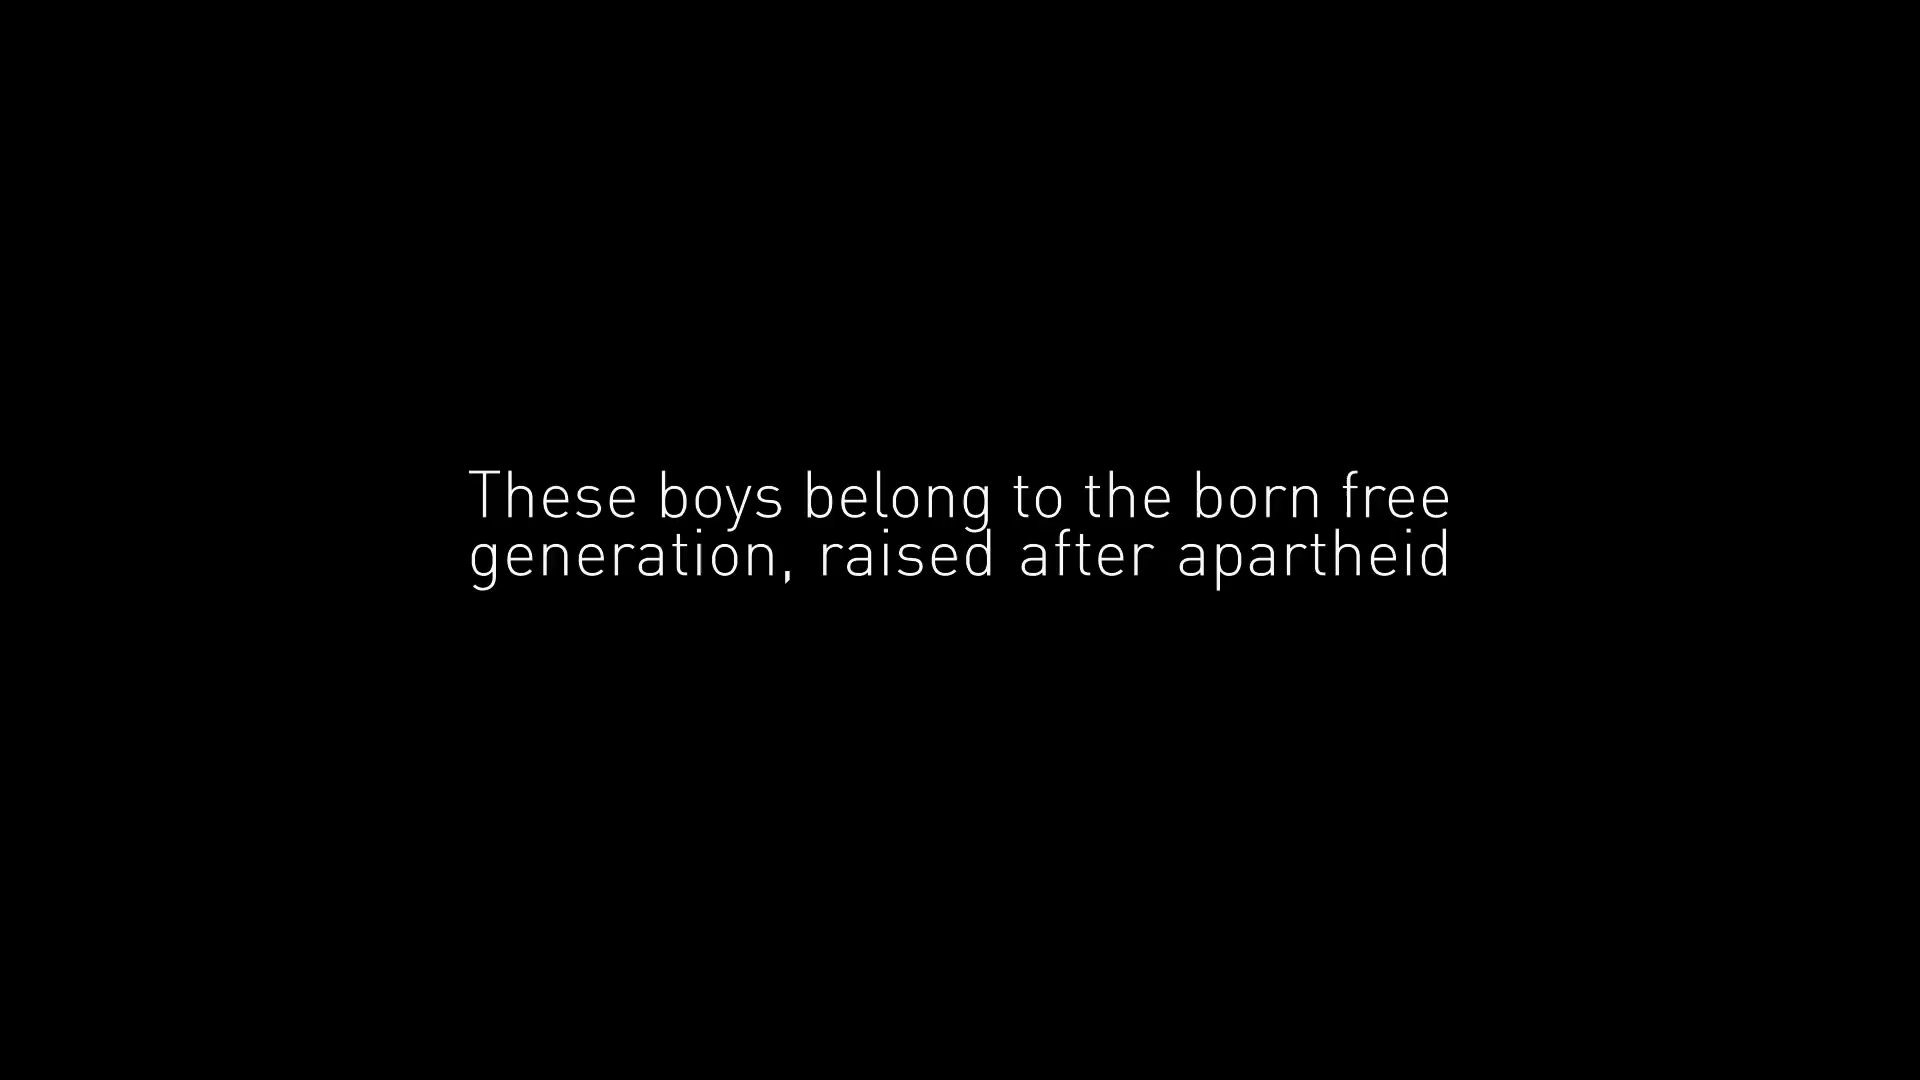 These boys belong to the born free
generation, raised after apartheid